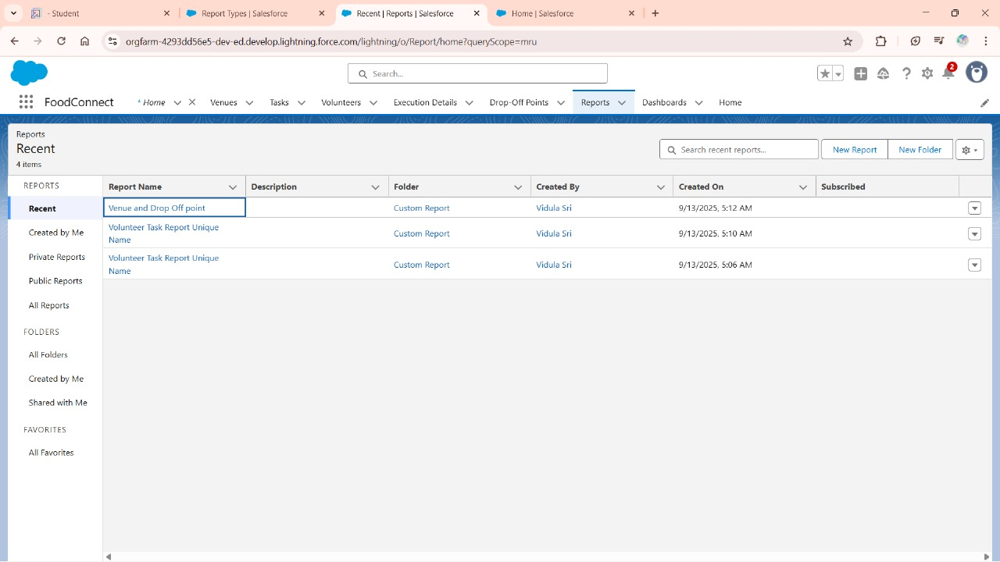 - Student
Report Types | Salesforce
Recent | Reports | Salesforce
Home | Salesforce
orgfarm-4293dd56e5-dev-ed.develop.lightning.force.com/lightning/o/Report/home?queryScope=mru
Search...
2
FoodConnect
* Home
Venues
Tasks
Volunteers
Execution Details
Drop-Off Points
Reports
Dashboards
Home
Reports
Recent
4 items
Search recent reports...
New Report
New Folder
REPORTS
Recent
Created by Me
Private Reports
Public Reports
All Reports
FOLDERS
All Folders
Created by Me
Shared with Me
FAVORITES
All Favorites
Report Name
Description
Folder
Created By
Created On
Subscribed
Venue and Drop Off point
Custom Report
Vidula Sri
9/13/2025, 5:12 AM
Volunteer Task Report Unique
Name
Custom Report
Vidula Sri
9/13/2025, 5:10 AM
Volunteer Task Report Unique
Name
Custom Report
Vidula Sri
9/13/2025, 5:06 AM